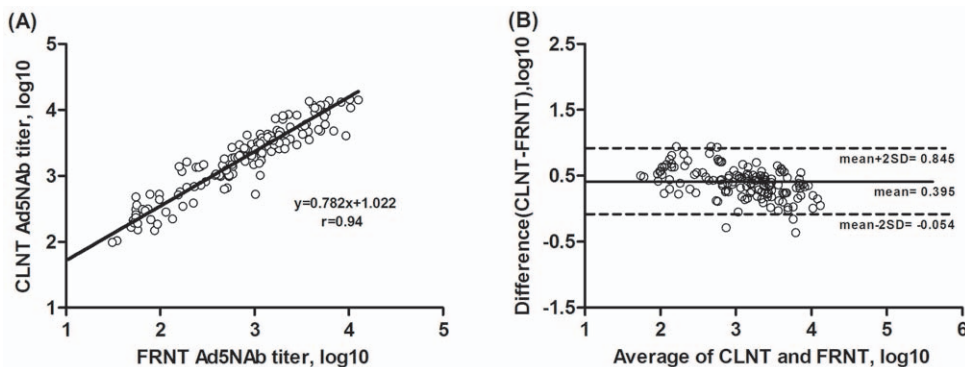 (A)
CLNT Ad5NAb titer, log10
5
4
3
2
1
y=0.782x+1.022
r=0.94
1 2 3 4 5
FRNT Ad5NAb titer, log10
(B)
Difference(CLNT-FRNT),log10
2.5
1.5
0.5
-0.5
-1.5
mean+2SD= 0.845
mean= 0.395
mean-2SD= -0.054
1 2 3 4 5 6
Average of CLNT and FRNT, log10